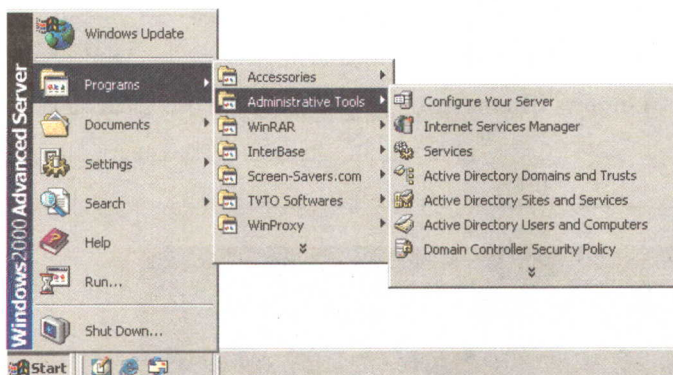 Windows 2000 Advanced Server
Windows Update
Programs
Documents
Settings
Search
Help
Run...
Shut Down...
Start
Accessories
Administrative Tools
WinRAR
InterBase
Screen-Savers.com
TVTO Softwares
WinProxy
Configure Your Server
Internet Services Manager
Services
Active Directory Domains and Trusts
Active Directory Sites and Services
Active Directory Users and Computers
Domain Controller Security Policy